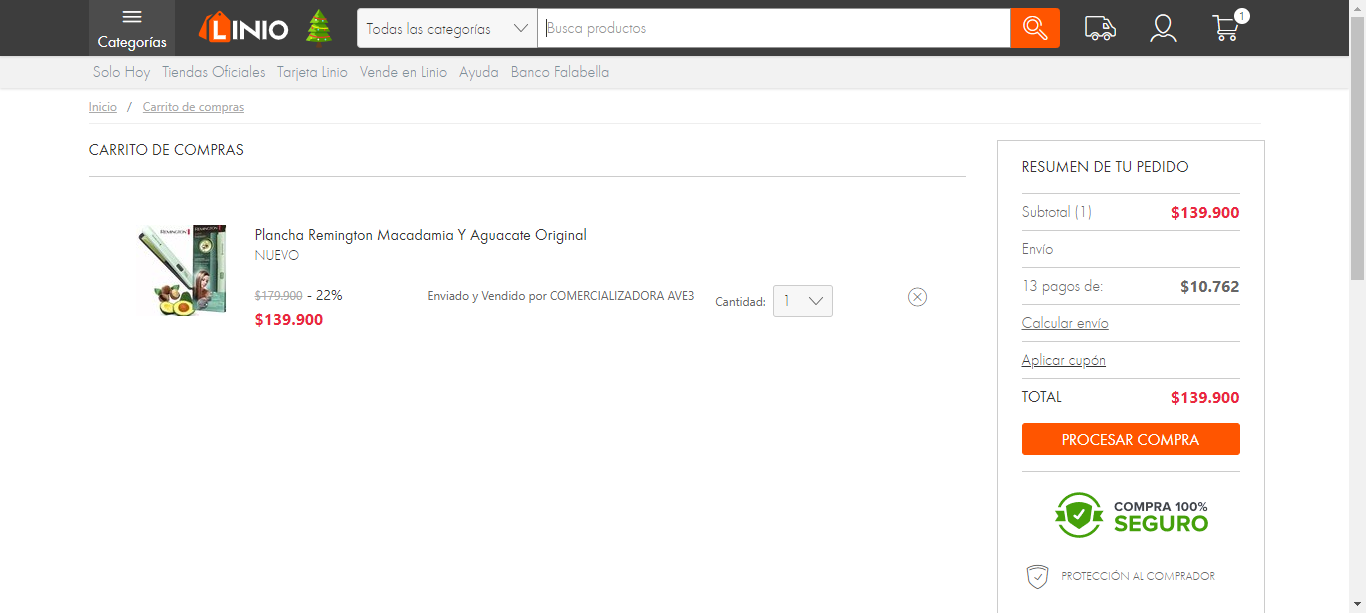 Categorías
LINIO
Todas las categorías
Busca productos
1
Solo Hoy Tiendas Oficiales Tarjeta Linio Vende en Linio Ayuda Banco Falabella
Inicio / Carrito de compras
CARRITO DE COMPRAS
REMINGTON
Plancha Remington Macadamia Y Aguacate Original
NUEVO
$179.900 - 22%
$139.900
Enviado y Vendido por COMERCIALIZADORA AVE3
Cantidad: 1
RESUMEN DE TU PEDIDO
Subtotal (1) $139.900
Envío
13 pagos de: $10.762
Calcular envío
Aplicar cupón
TOTAL $139.900
PROCESAR COMPRA
COMPRA 100%
SEGURO
PROTECCIÓN AL COMPRADOR